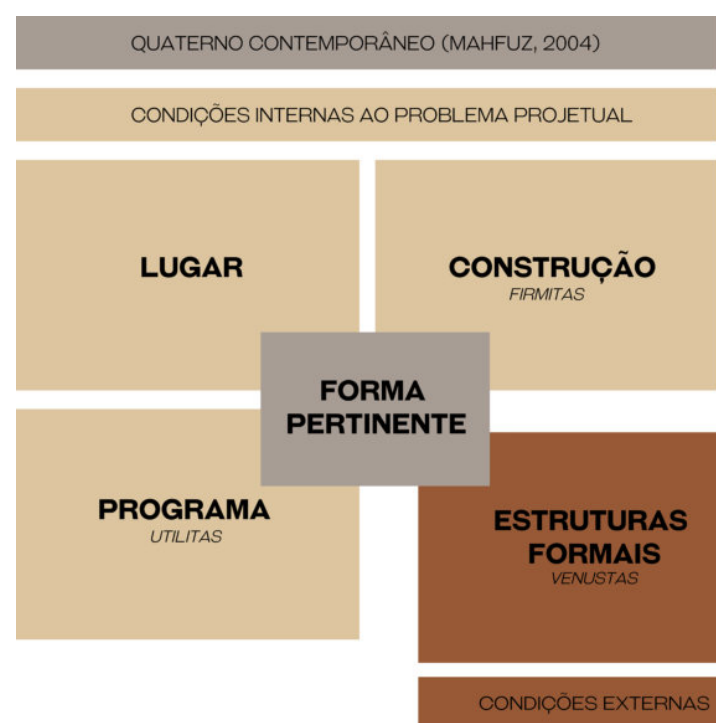 QUATERNO CONTEMPORÂNEO (MAHFUZ, 2004)
CONDIÇÕES INTERNAS AO PROBLEMA PROJETUAL
LUGAR
CONSTRUÇÃO
FIRMITAS
FORMA
PERTINENTE
PROGRAMA
UTILITAS
ESTRUTURAS
FORMAIS
VENUSTAS
CONDIÇÕES EXTERNAS